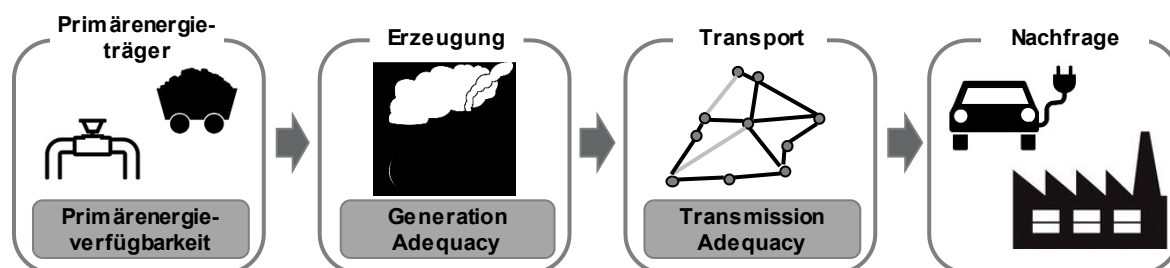 Primärenergie-
träger
Erzeugung
Transport
Nachfrage
Primärenergie-
verfügbarkeit
Generation
Adequacy
Transmission
Adequacy